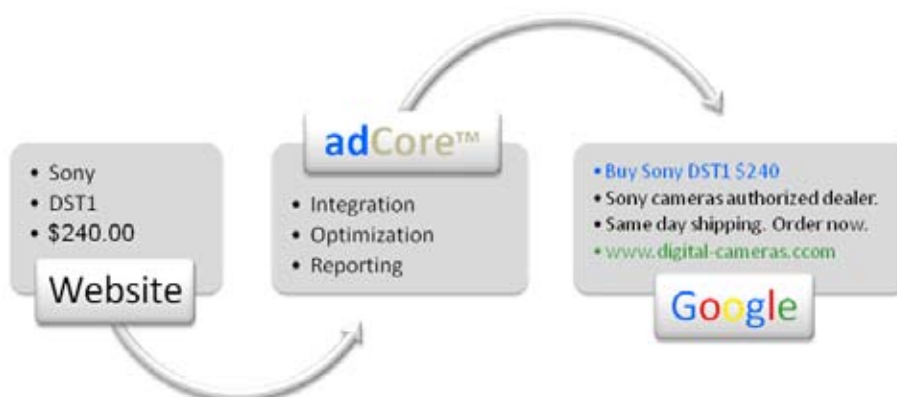 • Sony
• DST1
• $240.00
Website
adCore™
• Integration
• Optimization
• Reporting
• Buy Sony DST1 $240
• Sony cameras authorized dealer.
• Same day shipping. Order now.
• www.digital-cameras.ccom
Google